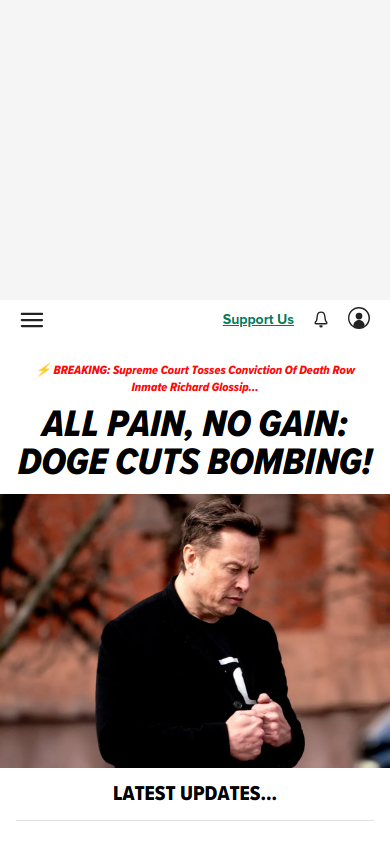 Support Us
⚡ BREAKING: Supreme Court Tosses Conviction Of Death Row
Inmate Richard Glossip...
ALL PAIN, NO GAIN:
DOGE CUTS BOMBING!
LATEST UPDATES...